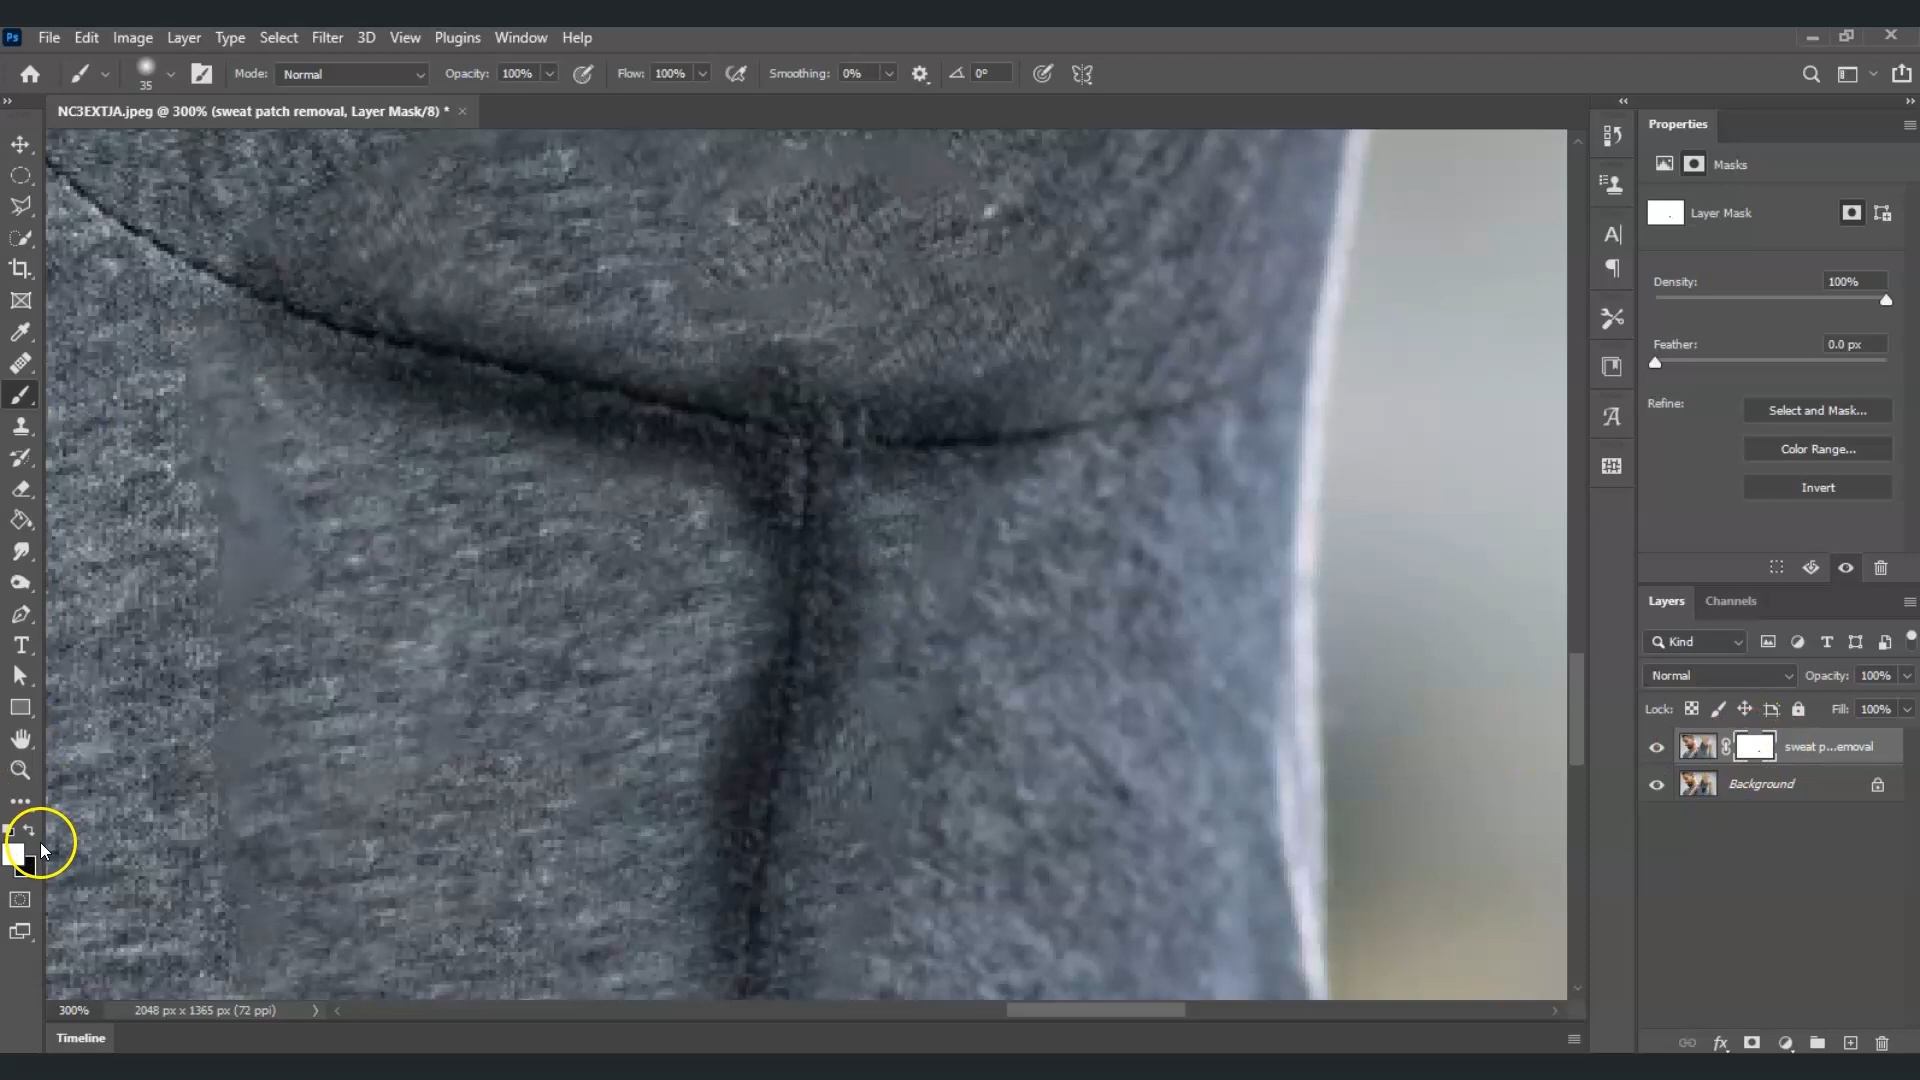 Ps File Edit Image Layer Type Select Filter 3D View Plugins Window Help
35 Mode: Normal Opacity: 100% Flow: 100% Smoothing: 0% 0°
NC3EXTJA.jpeg @ 300% (sweat patch removal, Layer Mask/8) *
Properties
Masks
Layer Mask
Density: 100%
Feather: 0.0 px
Refine: Select and Mask...
Color Range...
Invert
Layers Channels
Kind
Normal Opacity: 100%
Lock: Fill: 100%
sweat p...emoval
Background
300% 2048 px x 1365 px (72 ppi)
Timeline